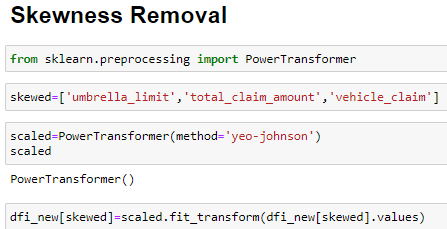 Skewness Removal
from sklearn.preprocessing import PowerTransformer
skewed=['umbrella_limit','total_claim_amount','vehicle_claim']
scaled=PowerTransformer(method='yeo-johnson')
scaled
PowerTransformer()
dfi_new[skewed]=scaled.fit_transform(dfi_new[skewed].values)